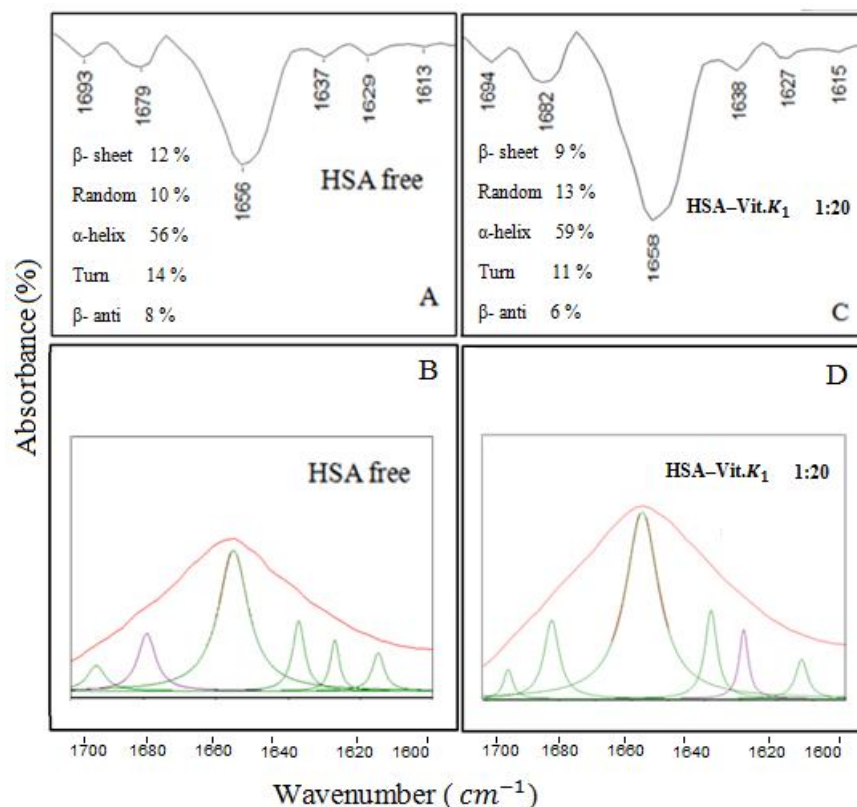 1693
1679
1656
1637
1629
1613
β- sheet 12 %
Random 10 %
α-helix 56 %
Turn 14 %
β- anti 8 %
HSA free
A
1694
1682
1658
1638
1627
1615
β- sheet 9 %
Random 13 %
α-helix 59 %
Turn 11 %
β- anti 6 %
HSA–Vit.K₁ 1:20
C
Absorbance (%)
B
HSA free
1700 1680 1660 1640 1620 1600
D
HSA–Vit.K₁ 1:20
1700 1680 1660 1640 1620 1600
Wavenumber ( cm⁻¹)